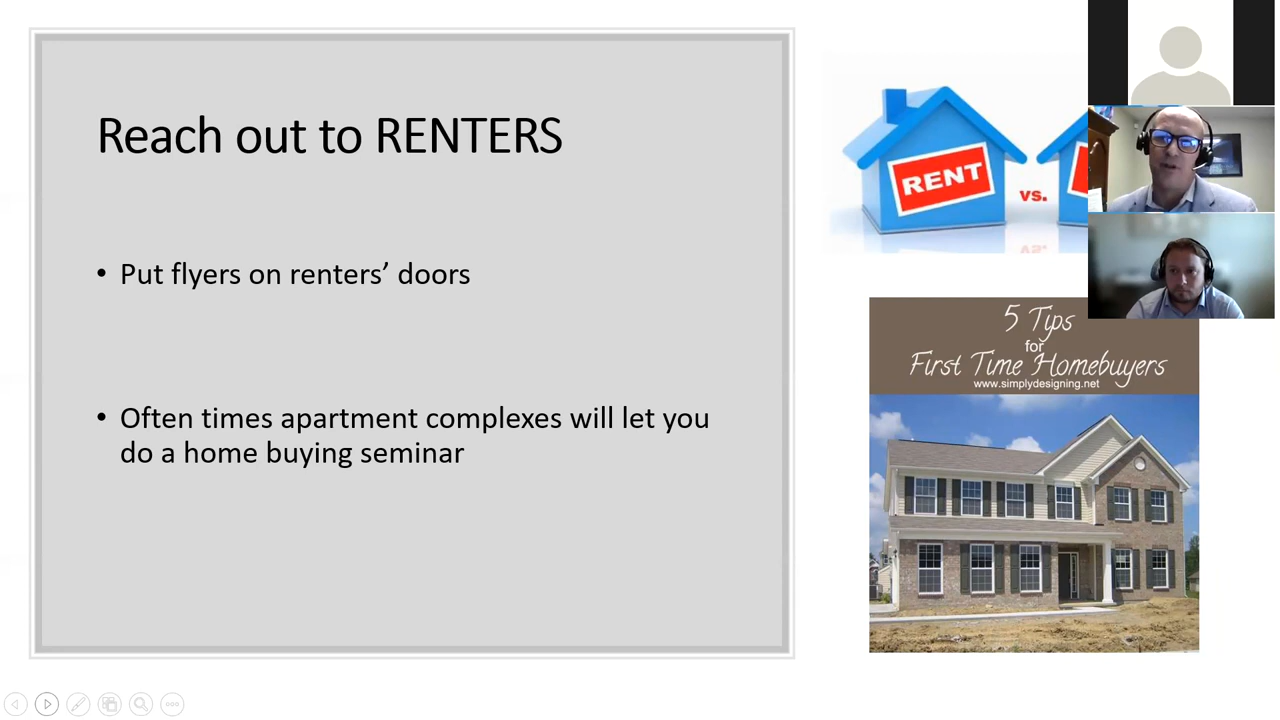 Reach out to RENTERS
• Put flyers on renters’ doors
• Often times apartment complexes will let you
do a home buying seminar
RENT
vs.
5 Tips
for
First Time Homebuyers
www.simplydesigning.net